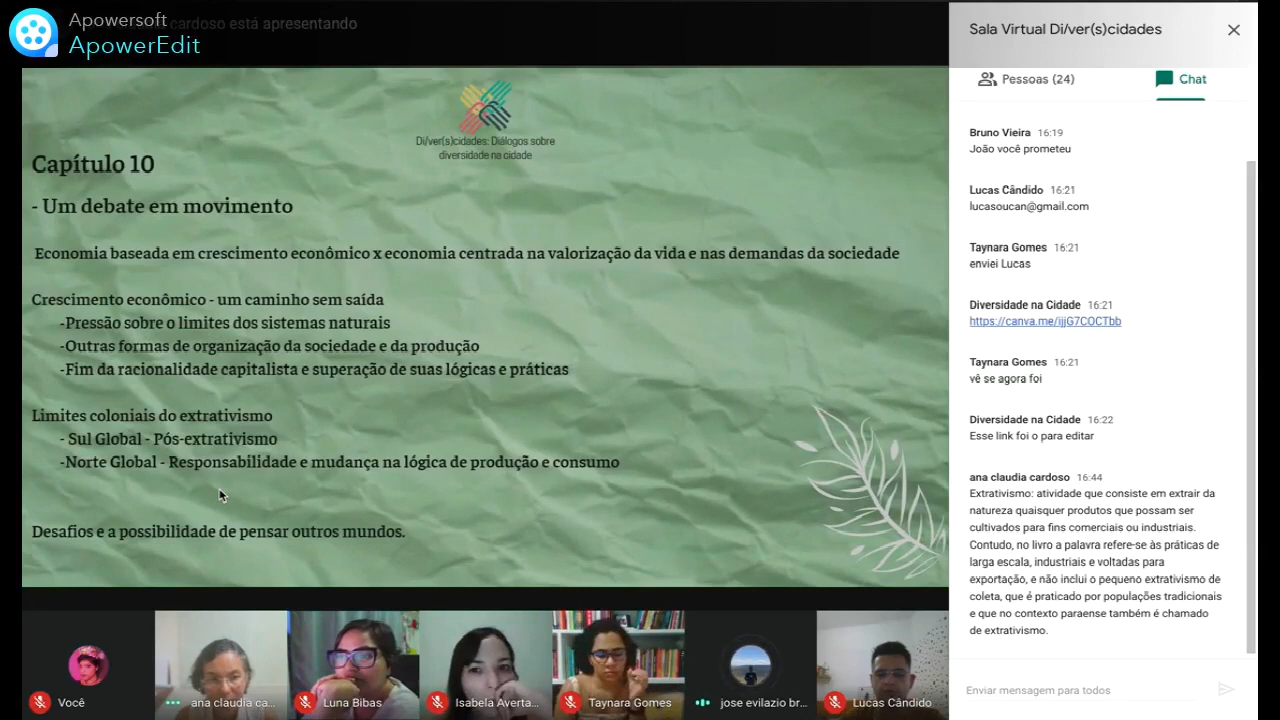 Apowersoft
ApowerEdit
cardoso está apresentando
Di/ver(s)cidades: Diálogos sobre
diversidade na cidade
Capítulo 10
- Um debate em movimento
Economia baseada em crescimento econômico x economia centrada na valorização da vida e nas demandas da sociedade
Crescimento econômico - um caminho sem saída
-Pressão sobre o limites dos sistemas naturais
-Outras formas de organização da sociedade e da produção
-Fim da racionalidade capitalista e superação de suas lógicas e práticas
Limites coloniais do extrativismo
- Sul Global - Pós-extrativismo
-Norte Global - Responsabilidade e mudança na lógica de produção e consumo
Desafios e a possibilidade de pensar outros mundos.
Você
ana claudia ca...
Luna Bibas
Isabela Averta...
Taynara Gomes
jose evilazio br...
Lucas Cândido
Sala Virtual Di/ver(s)cidades
Pessoas (24)
Chat
Bruno Vieira 16:19
João você prometeu
Lucas Cândido 16:21
lucasoucan@gmail.com
Taynara Gomes 16:21
enviei Lucas
Diversidade na Cidade 16:21
https://canva.me/ijjG7COCTbb
Taynara Gomes 16:21
vê se agora foi
Diversidade na Cidade 16:22
Esse link foi o para editar
ana claudia cardoso 16:44
Extrativismo: atividade que consiste em extrair da
natureza quaisquer produtos que possam ser
cultivados para fins comerciais ou industriais.
Contudo, no livro a palavra refere-se às práticas de
larga escala, industriais e voltadas para
exportação, e não inclui o pequeno extrativismo de
coleta, que é praticado por populações tradicionais
e que no contexto paraense também é chamado
de extrativismo.
Enviar mensagem para todos